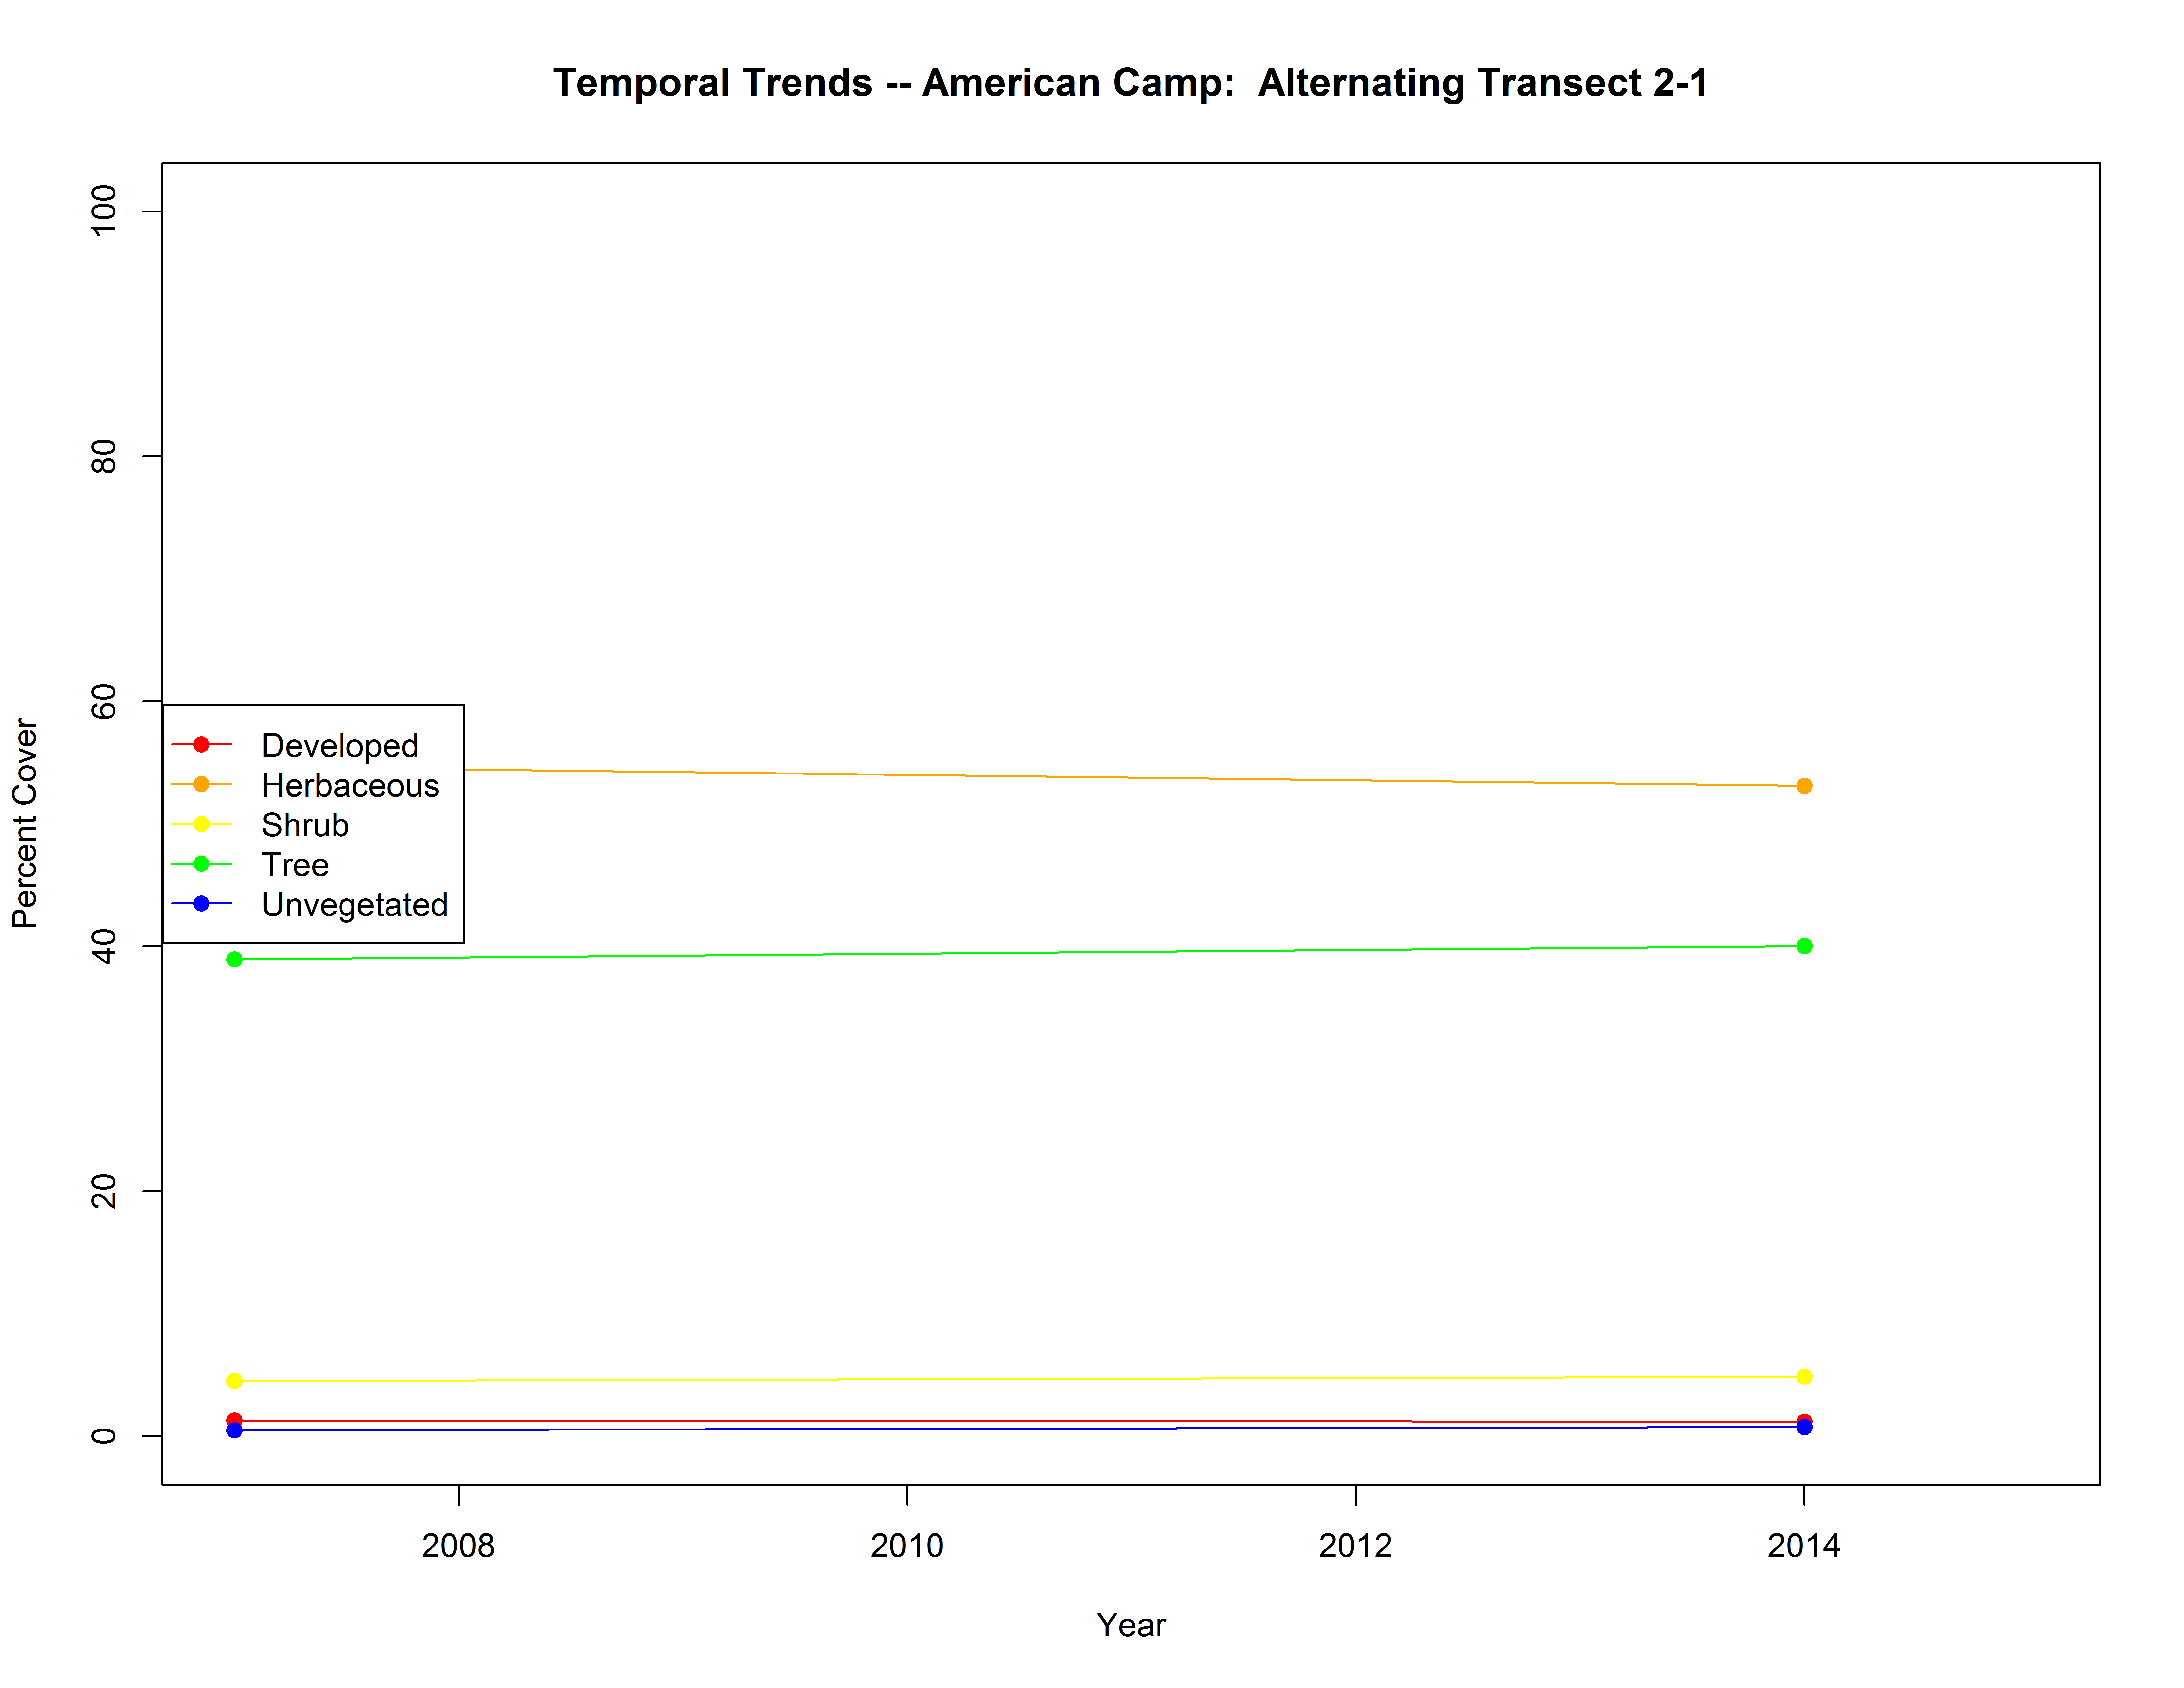 Temporal Trends -- American Camp:  Alternating Transect 2-1
Percent Cover
100
80
60
40
20
0
Developed
Herbaceous
Shrub
Tree
Unvegetated
2008
2010
2012
2014
Year